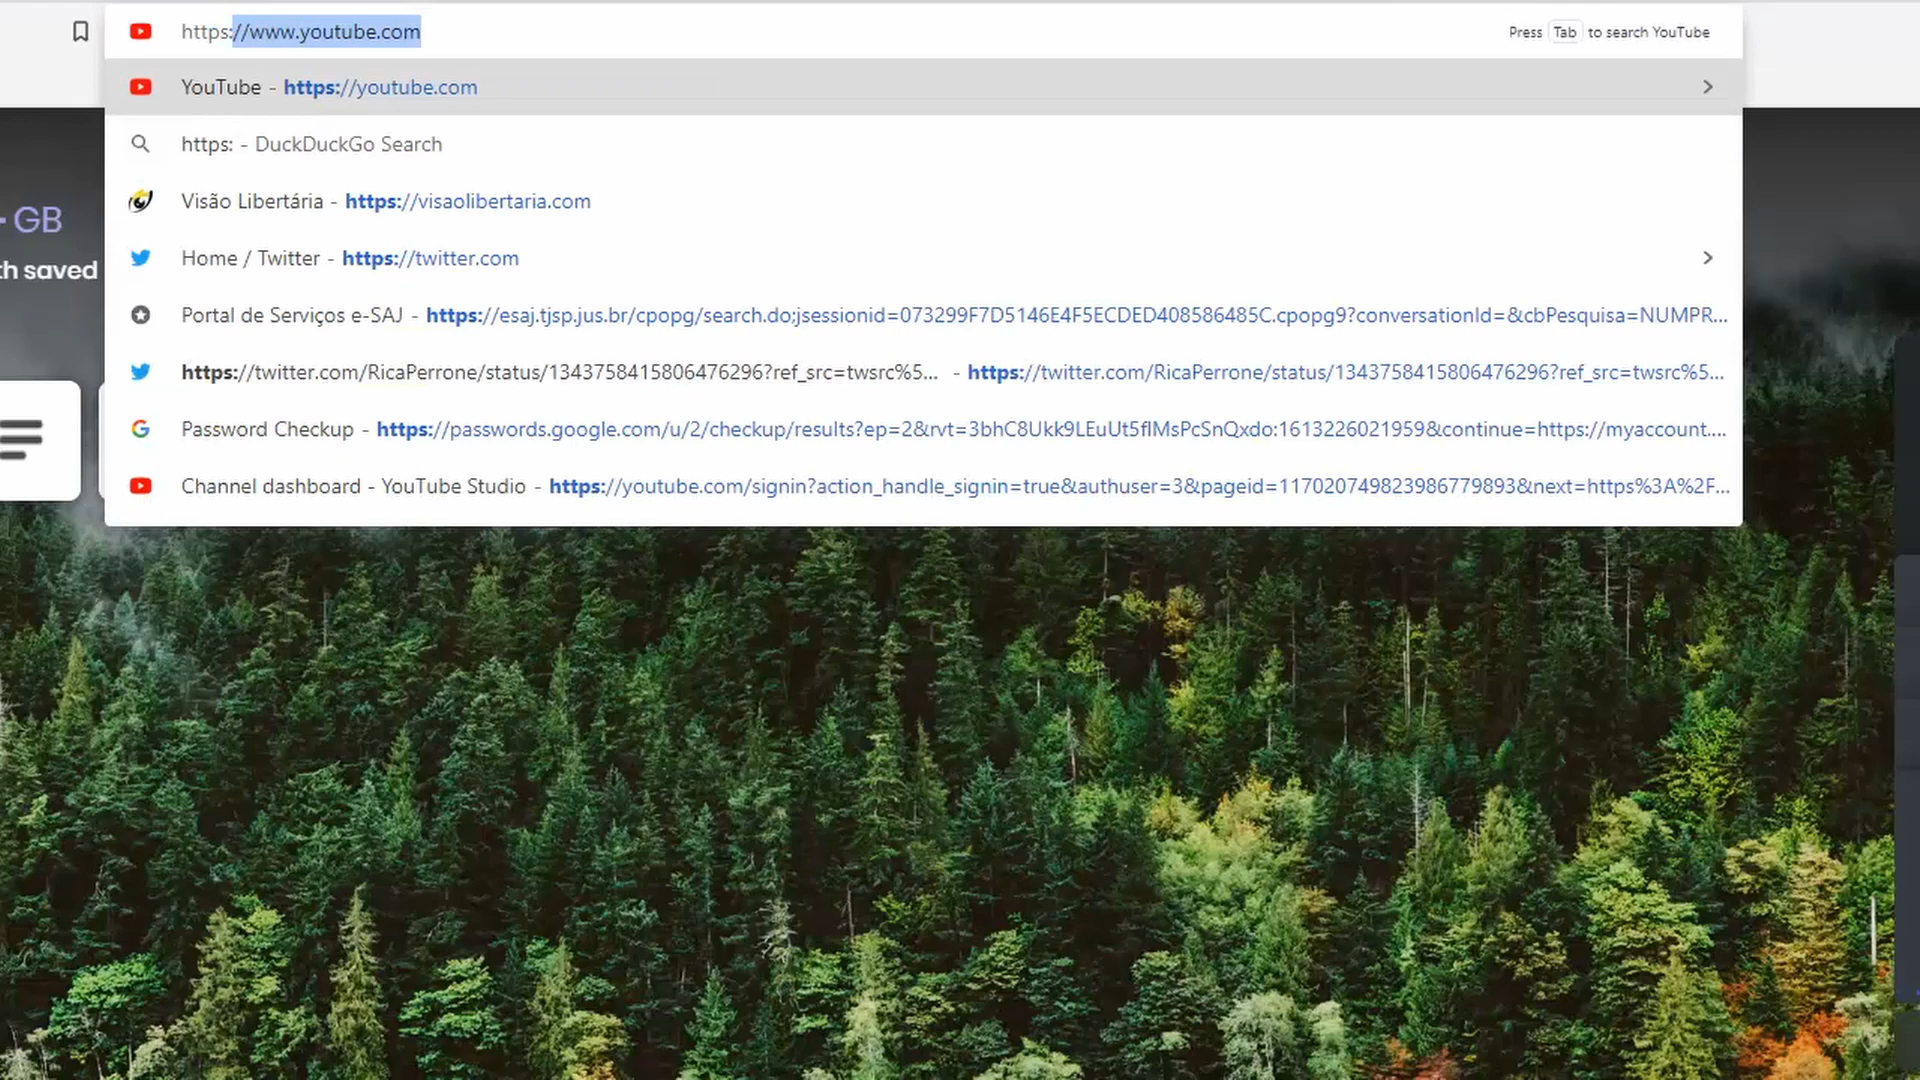 https://www.youtube.com
Press Tab to search YouTube
YouTube - https://youtube.com
https: - DuckDuckGo Search
Visão Libertária - https://visaolibertaria.com
GB
Home / Twitter - https://twitter.com
th saved
Portal de Serviços e-SAJ - https://esaj.tjsp.jus.br/cpopg/search.do;jsessionid=073299F7D5146E4F5ECDED408586485C.cpopg9?conversationId=&cbPesquisa=NUMPR...
https://twitter.com/RicaPerrone/status/1343758415806476296?ref_src=twsrc%5... - https://twitter.com/RicaPerrone/status/1343758415806476296?ref_src=twsrc%5...
Password Checkup - https://passwords.google.com/u/2/checkup/results?ep=2&rvt=3bhC8Ukk9LEuUt5flMsPcSnQxdo:1613226021959&continue=https://myaccount....
Channel dashboard - YouTube Studio - https://youtube.com/signin?action_handle_signin=true&authuser=3&pageid=117020749823986779893&next=https%3A%2F...